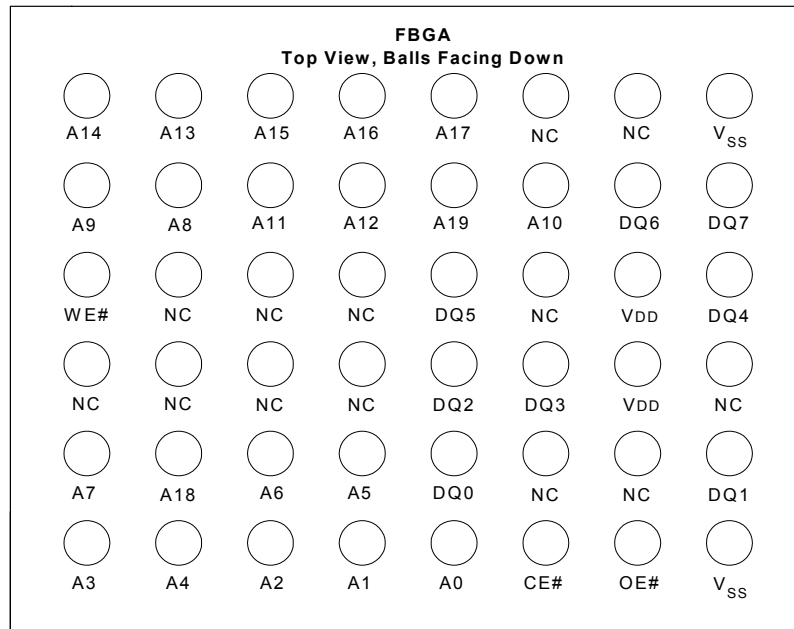 FBGA
Top View, Balls Facing Down
A14 A13 A15 A16 A17 NC NC VSS
A9 A8 A11 A12 A19 A10 DQ6 DQ7
WE# NC NC NC DQ5 NC VDD DQ4
NC NC NC NC DQ2 DQ3 VDD NC
A7 A18 A6 A5 DQ0 NC NC DQ1
A3 A4 A2 A1 A0 CE# OE# VSS